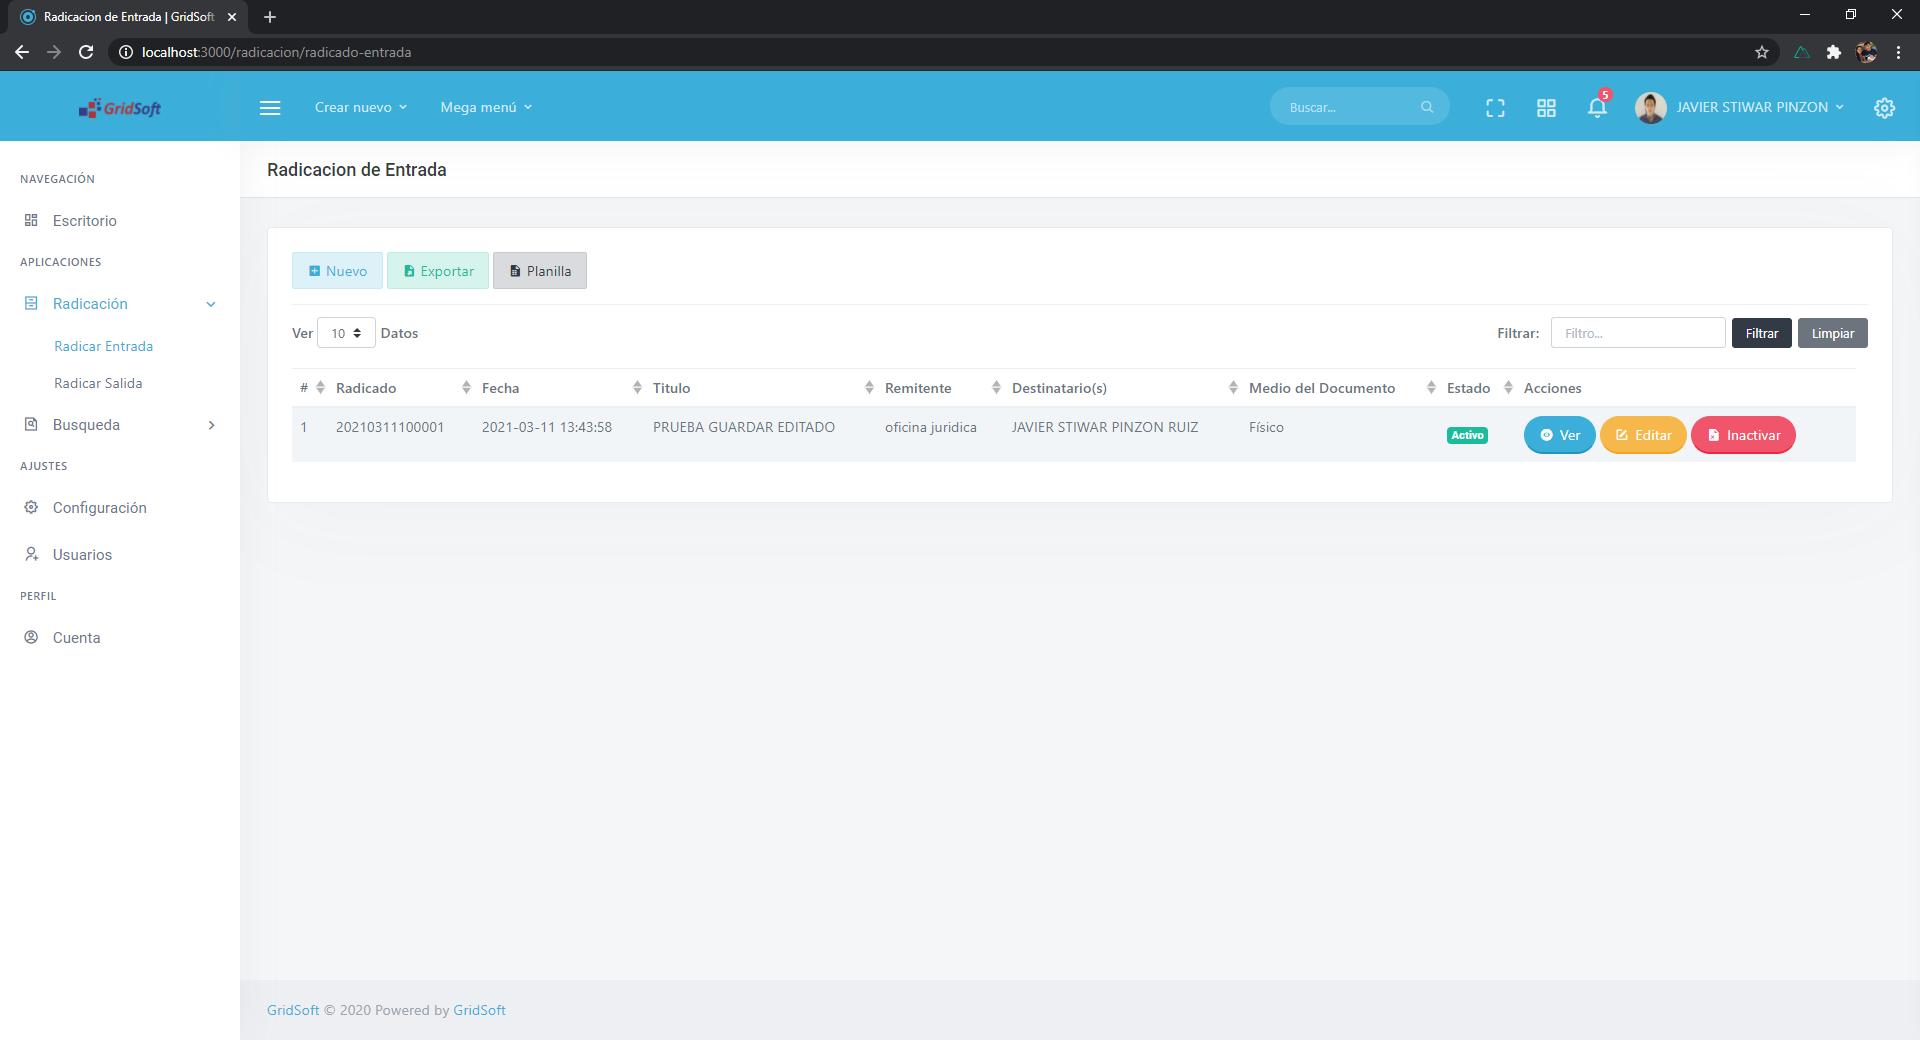 Radicacion de Entrada | GridSoft
localhost:3000/radicacion/radicado-entrada
GridSoft
Crear nuevo
Mega menú
Buscar...
5
JAVIER STIWAR PINZON
NAVEGACIÓN
Escritorio
APLICACIONES
Radicación
Radicar Entrada
Radicar Salida
Busqueda
AJUSTES
Configuración
Usuarios
PERFIL
Cuenta
Radicacion de Entrada
Nuevo Exportar Planilla
Ver 10 Datos
Filtrar: Filtro... Filtrar Limpiar
# Radicado Fecha Titulo Remitente Destinatario(s) Medio del Documento Estado Acciones
1 20210311100001 2021-03-11 13:43:58 PRUEBA GUARDAR EDITADO oficina juridica JAVIER STIWAR PINZON RUIZ Físico Activo Ver Editar Inactivar
GridSoft © 2020 Powered by GridSoft